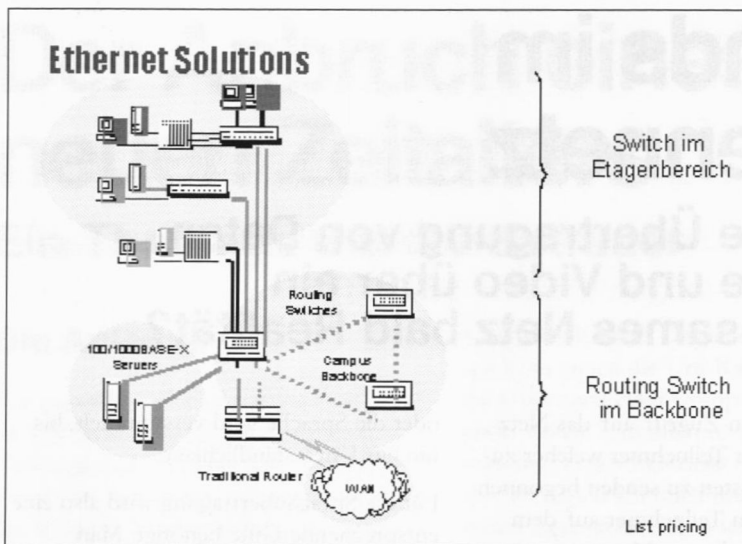 Ethernet Solutions
Switch im
Etagenbereich
Routing
Switches
100/1000BASE-X
Servers
Campus
Backbone
Routing Switch
im Backbone
Traditional Router
WAN
List pricing